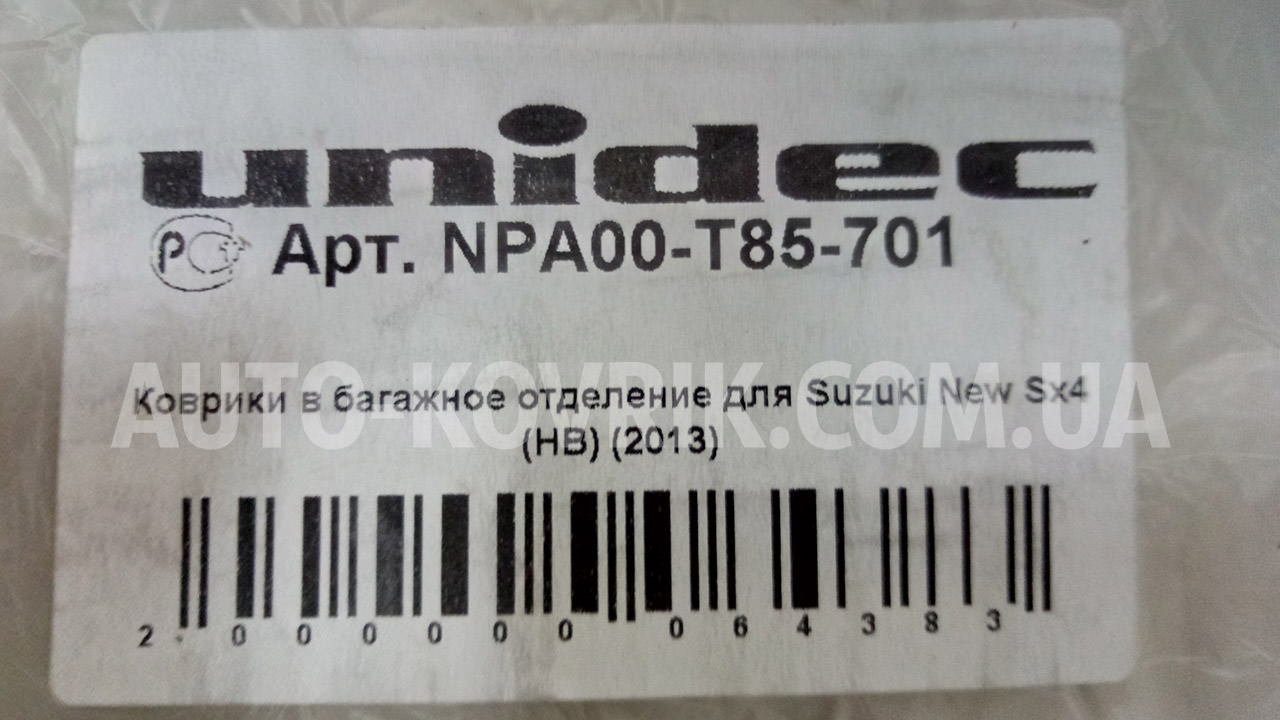 unidec
РС Арт. NPA00-T85-701
AUTO-KOVRIK.COM.UA
Коврики в багажное отделение для Suzuki New Sx4
(HB) (2013)
2 000000 064383